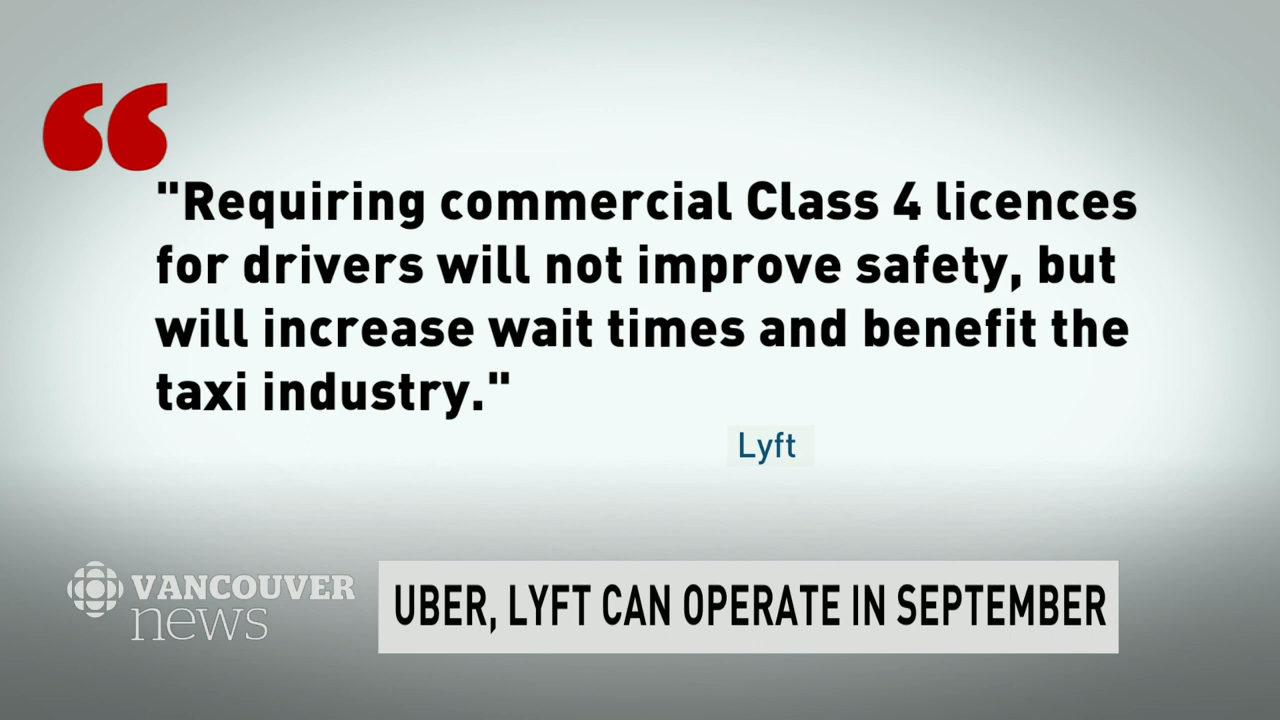 "Requiring commercial Class 4 licences
for drivers will not improve safety, but
will increase wait times and benefit the
taxi industry."
Lyft
VANCOUVER
news
UBER, LYFT CAN OPERATE IN SEPTEMBER